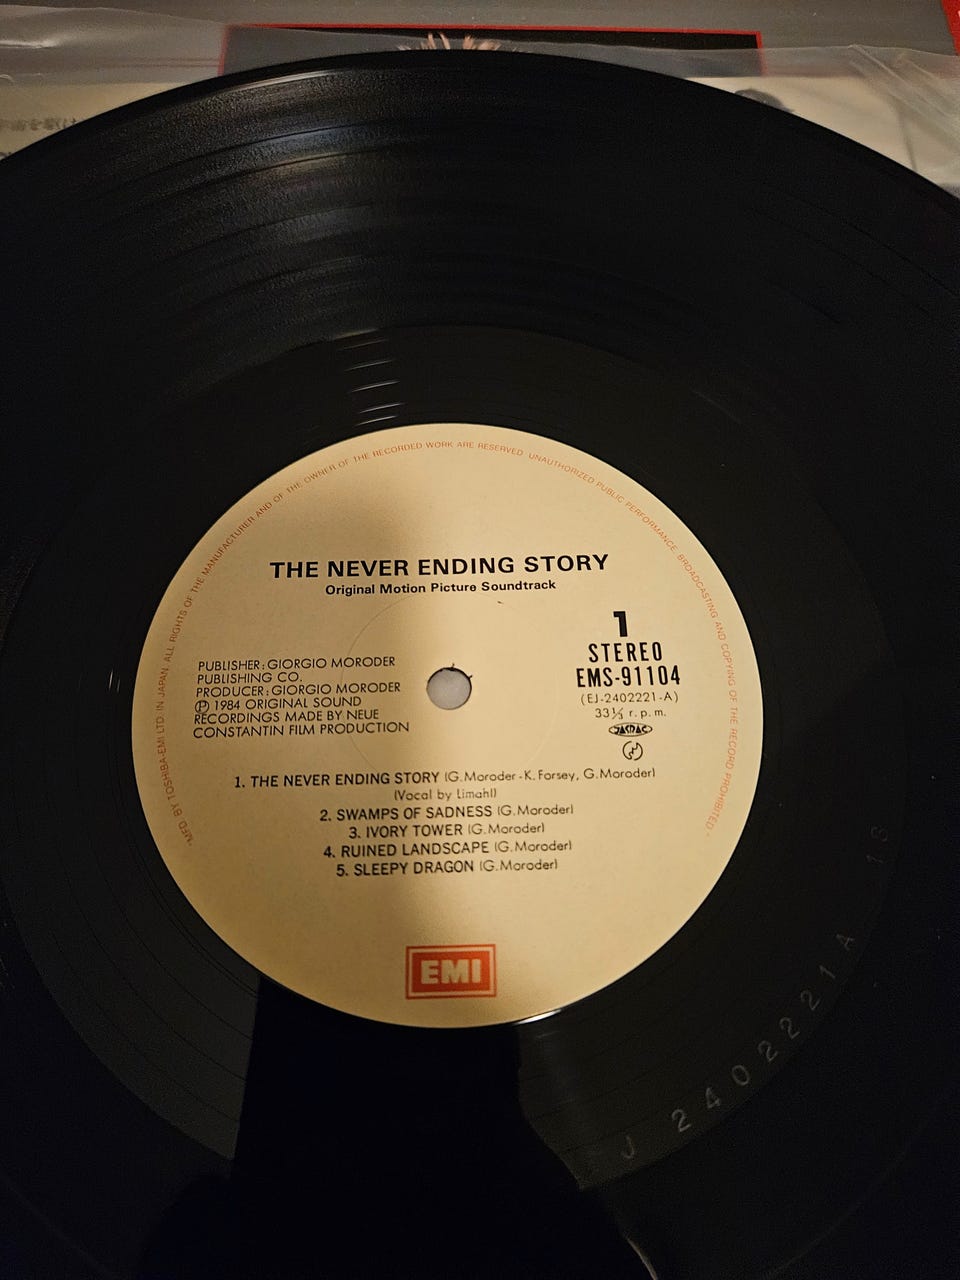 MFD. BY TOSHIBA-EMI LTD. IN JAPAN. ALL RIGHTS OF THE MANUFACTURER AND OF THE OWNER OF THE RECORDED WORK ARE RESERVED. UNAUTHORIZED PUBLIC PERFORMANCE, BROADCASTING AND COPYING OF THE RECORD PROHIBITED.
THE NEVER ENDING STORY
Original Motion Picture Soundtrack
1
STEREO
EMS-91104
(EJ-2402221-A)
33⅓ r.p.m.
JASRAC
PUBLISHER: GIORGIO MORODER
PUBLISHING CO.
PRODUCER: GIORGIO MORODER
Ⓟ 1984 ORIGINAL SOUND
RECORDINGS MADE BY NEUE
CONSTANTIN FILM PRODUCTION
1. THE NEVER ENDING STORY (G. Moroder - K. Forsey, G. Moroder)
(Vocal by Limahl)
2. SWAMPS OF SADNESS (G. Moroder)
3. IVORY TOWER (G. Moroder)
4. RUINED LANDSCAPE (G. Moroder)
5. SLEEPY DRAGON (G. Moroder)
EMI
J 2402221 A 1S